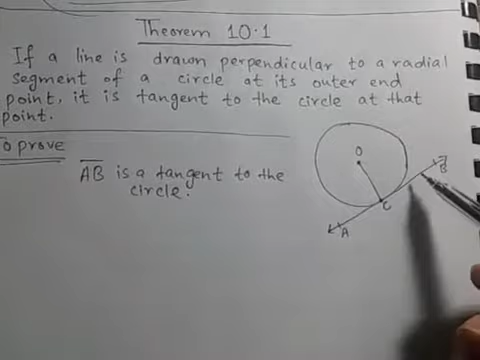 Theorem 10.1
If a line is drawn perpendicular to a radial
segment of a circle at its outer end
point, it is tangent to the circle at that
point.
To prove
AB is a tangent to the
circle.
O
B
C
A